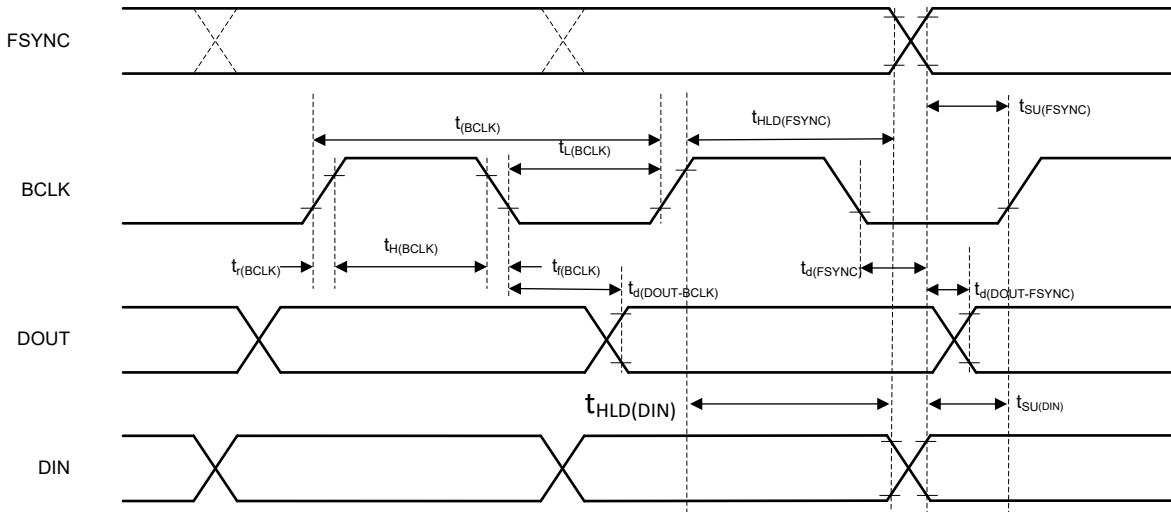 FSYNC
t(BCLK)
tHLD(FSYNC)
tSU(FSYNC)
tL(BCLK)
BCLK
tH(BCLK)
tr(BCLK)
tf(BCLK)
td(FSYNC)
td(DOUT-BCLK)
td(DOUT-FSYNC)
DOUT
tHLD(DIN)
tSU(DIN)
DIN